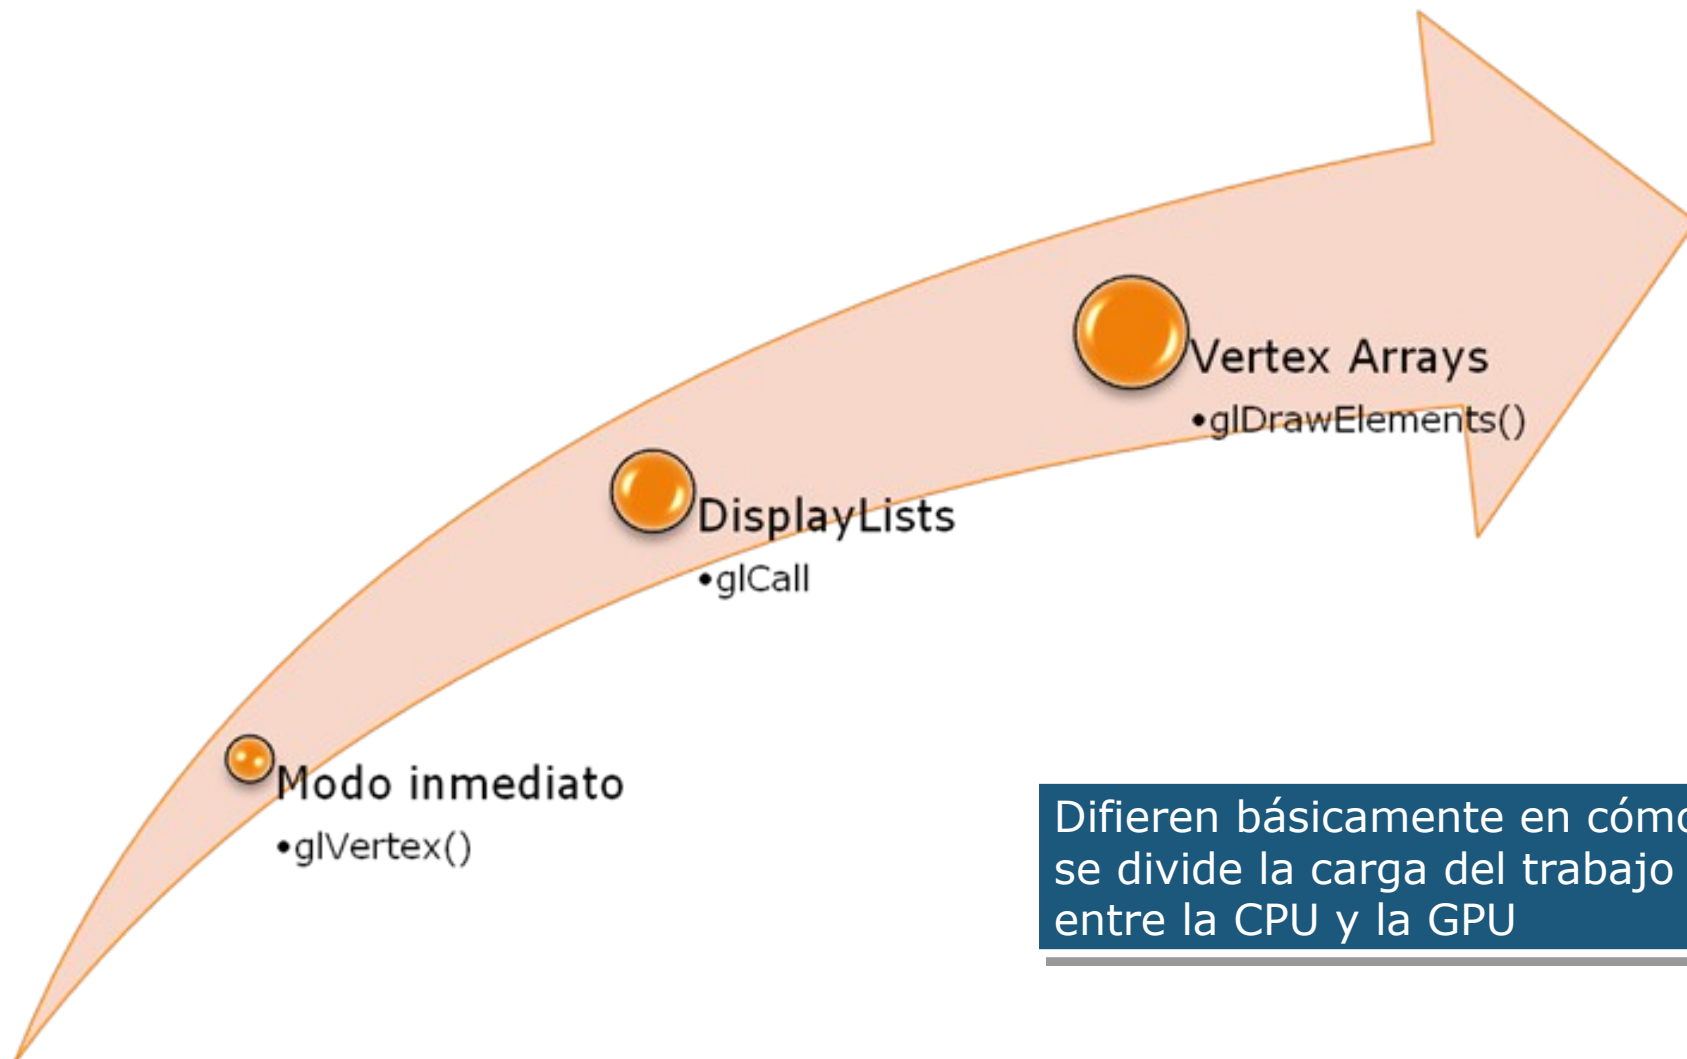 Vertex Arrays
•glDrawElements()
DisplayLists
•glCall
Modo inmediato
•glVertex()
Difieren básicamente en cómo
se divide la carga del trabajo
entre la CPU y la GPU